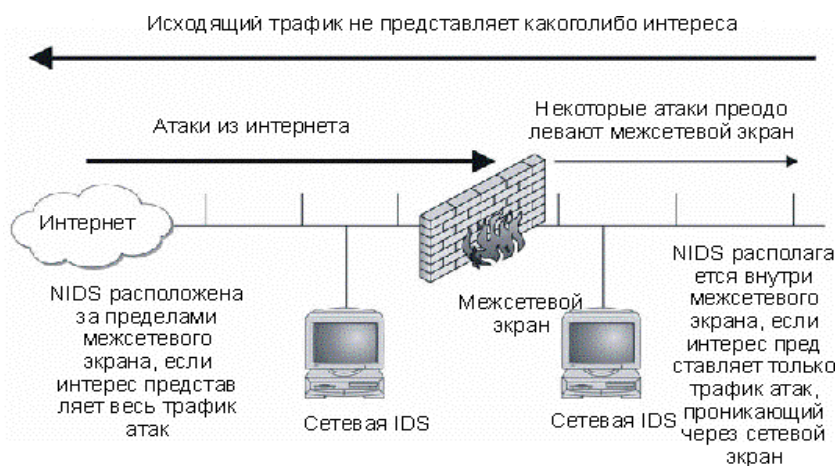 Исходящий трафик не представляет какоголибо интереса
Атаки из интернета
Некоторые атаки преодо
левают межсетевой экран
Интернет
NIDS расположена
за пределами
межсетевого
экрана, если
интерес представ
ляет весь трафик
атак
Сетевая IDS
Межсетевой
экран
Сетевая IDS
NIDS располага
ется внутри
межсетевого
экрана, если
интерес пред
ставляет только
трафик атак,
проникающий
через сетевой
экран